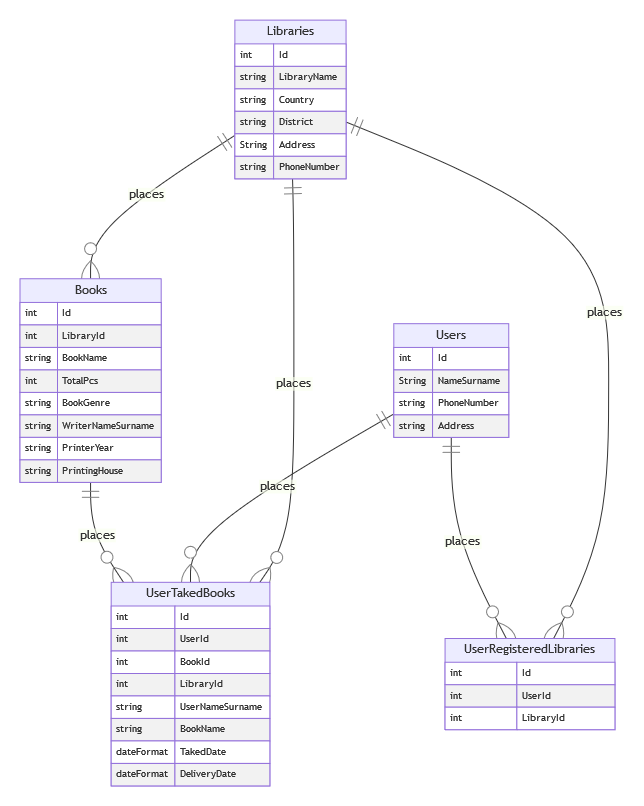 Libraries
int Id
string LibraryName
string Country
string District
String Address
string PhoneNumber
places
places
places
Books
int Id
int LibraryId
string BookName
int TotalPcs
string BookGenre
string WriterNameSurname
string PrinterYear
string PrintingHouse
Users
int Id
String NameSurname
string PhoneNumber
string Address
places
places
places
UserTakedBooks
int Id
int UserId
int BookId
int LibraryId
string UserNameSurname
string BookName
dateFormat TakedDate
dateFormat DeliveryDate
UserRegisteredLibraries
int Id
int UserId
int LibraryId